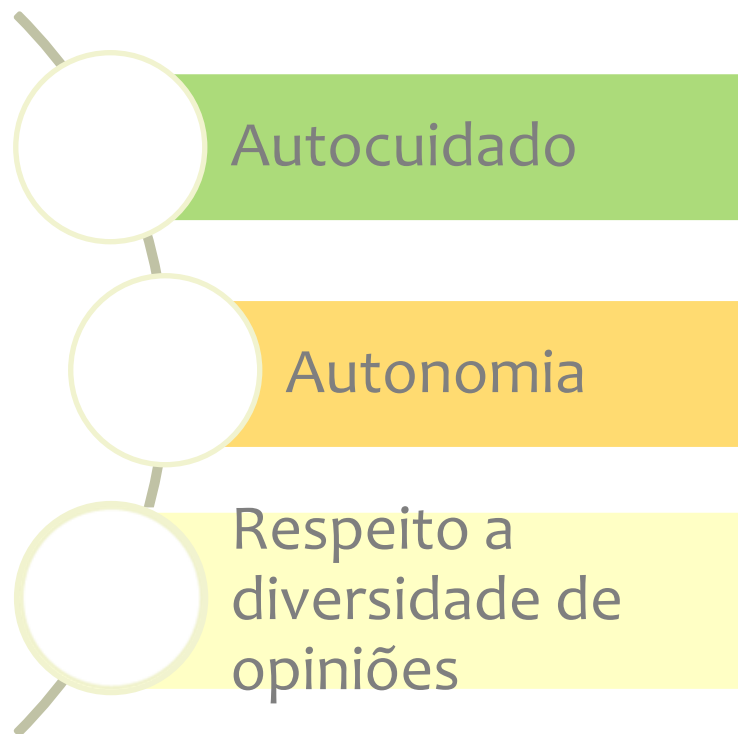 Autocuidado
Autonomia
Respeito a
diversidade de
opiniões